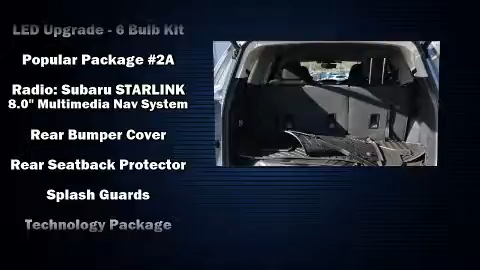 LED Upgrade - 6 Bulb Kit
Popular Package #2A
Radio: Subaru STARLINK
8.0" Multimedia Nav System
Rear Bumper Cover
Rear Seatback Protector
Splash Guards
Technology Package